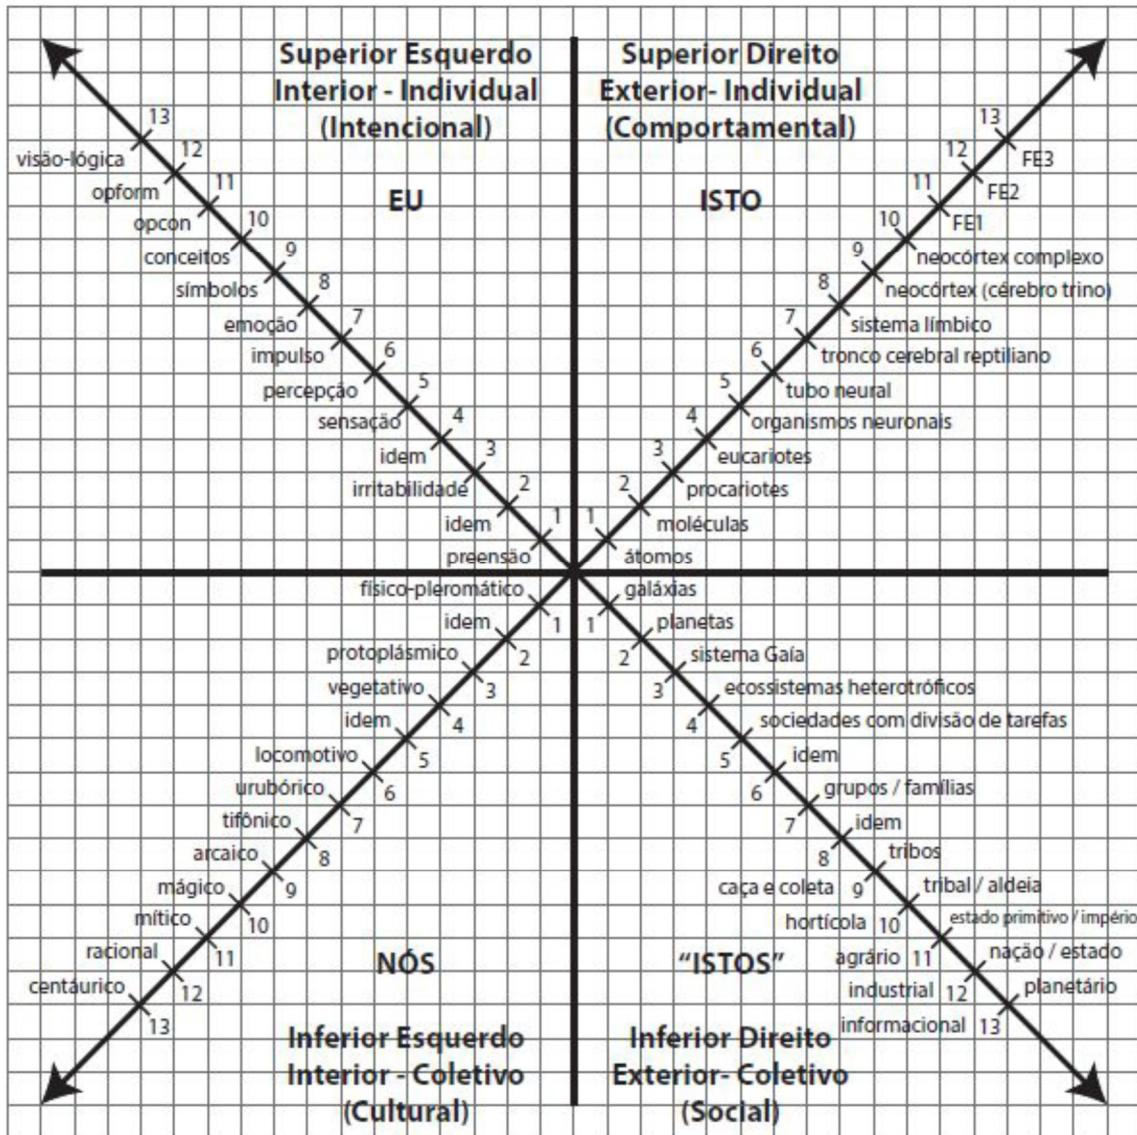 Superior Esquerdo
Interior - Individual
(Intencional)
EU
13
visão-lógica
12
opform
11
opcon
10
conceitos
9
símbolos
8
emoção
7
impulso
6
percepção
5
sensação
4
idem
3
irritabilidade
2
idem
1
preensão
Superior Direito
Exterior- Individual
(Comportamental)
ISTO
13
FE3
12
FE2
11
FE1
10
neocórtex complexo
9
neocórtex (cérebro trino)
8
sistema límbico
7
tronco cerebral reptiliano
6
tubo neural
5
organismos neuronais
4
eucariotes
3
procariotes
2
moléculas
1
átomos
físico-pleromático
1
idem
2
protoplásmico
3
vegetativo
4
idem
5
locomotivo
6
urubórico
7
tifônico
8
arcaico
9
mágico
10
mítico
11
racional
12
centáurico
13
NÓS
Inferior Esquerdo
Interior - Coletivo
(Cultural)
galáxias
1
planetas
2
sistema Gaía
3
ecossistemas heterotróficos
4
sociedades com divisão de tarefas
5
idem
6
grupos / famílias
7
idem
8
tribos
caça e coleta 9
tribal / aldeia
hortícola 10
estado primitivo / império
agrário 11
nação / estado
industrial 12
planetário
informacional 13
“ISTOS”
Inferior Direito
Exterior- Coletivo
(Social)